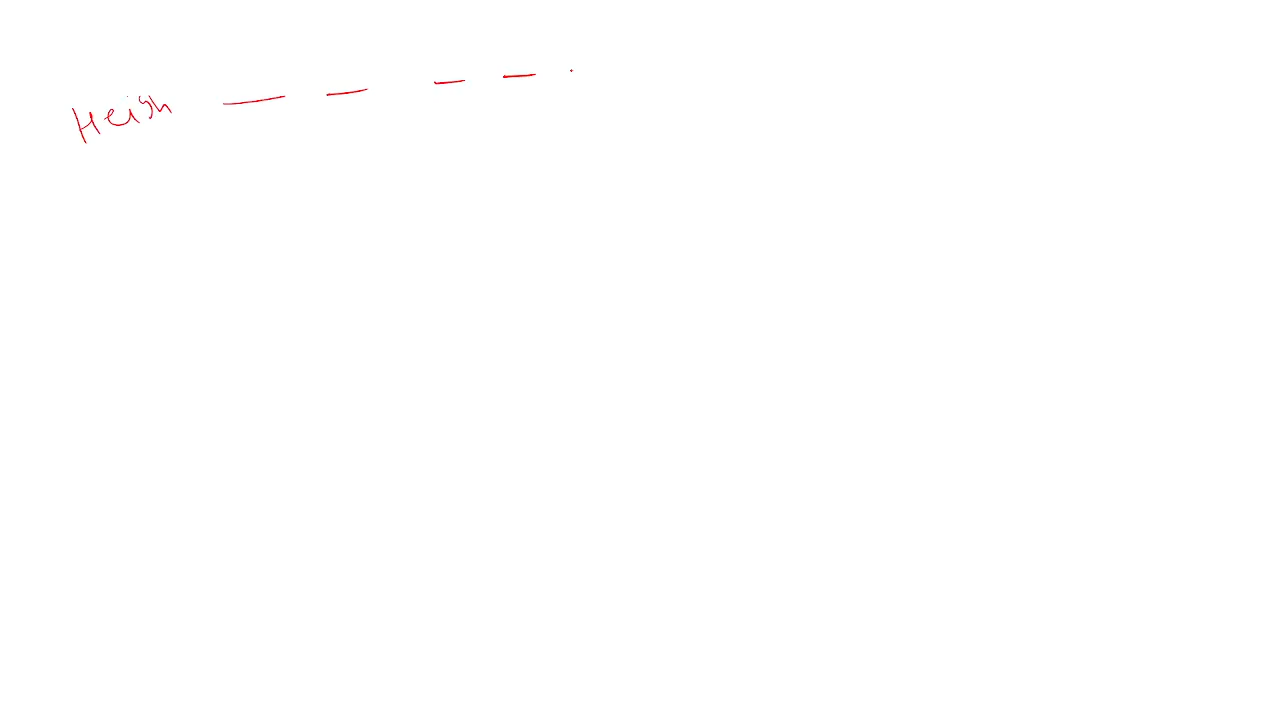 Heigh — — — — .